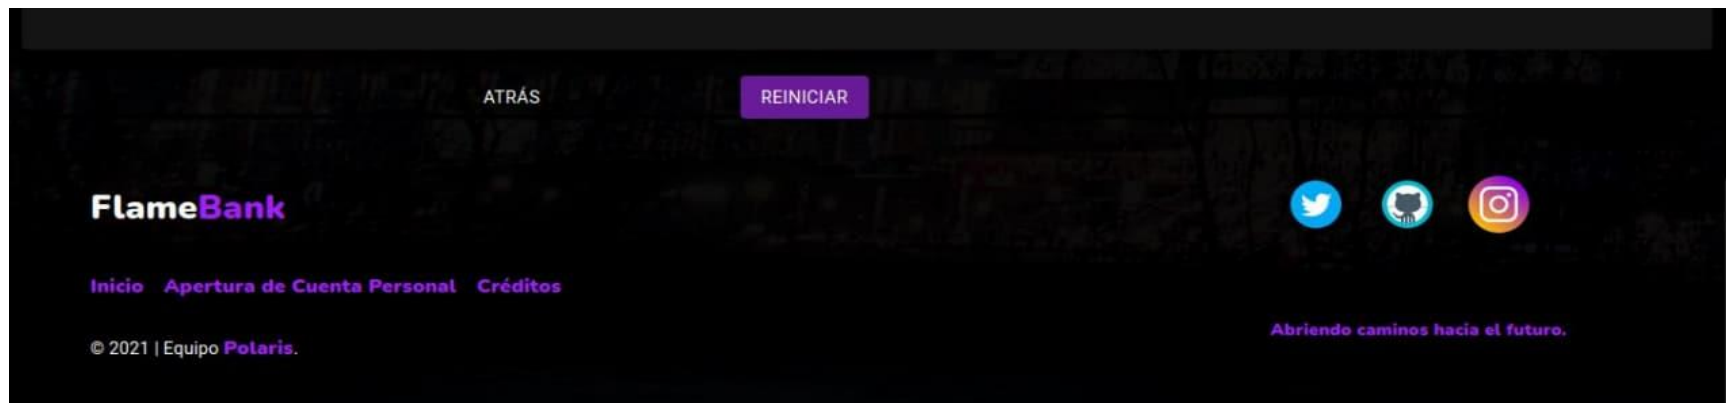 ATRÁS REINICIAR
FlameBank
Inicio Apertura de Cuenta Personal Créditos
Abriendo caminos hacia el futuro.
© 2021 | Equipo Polaris.